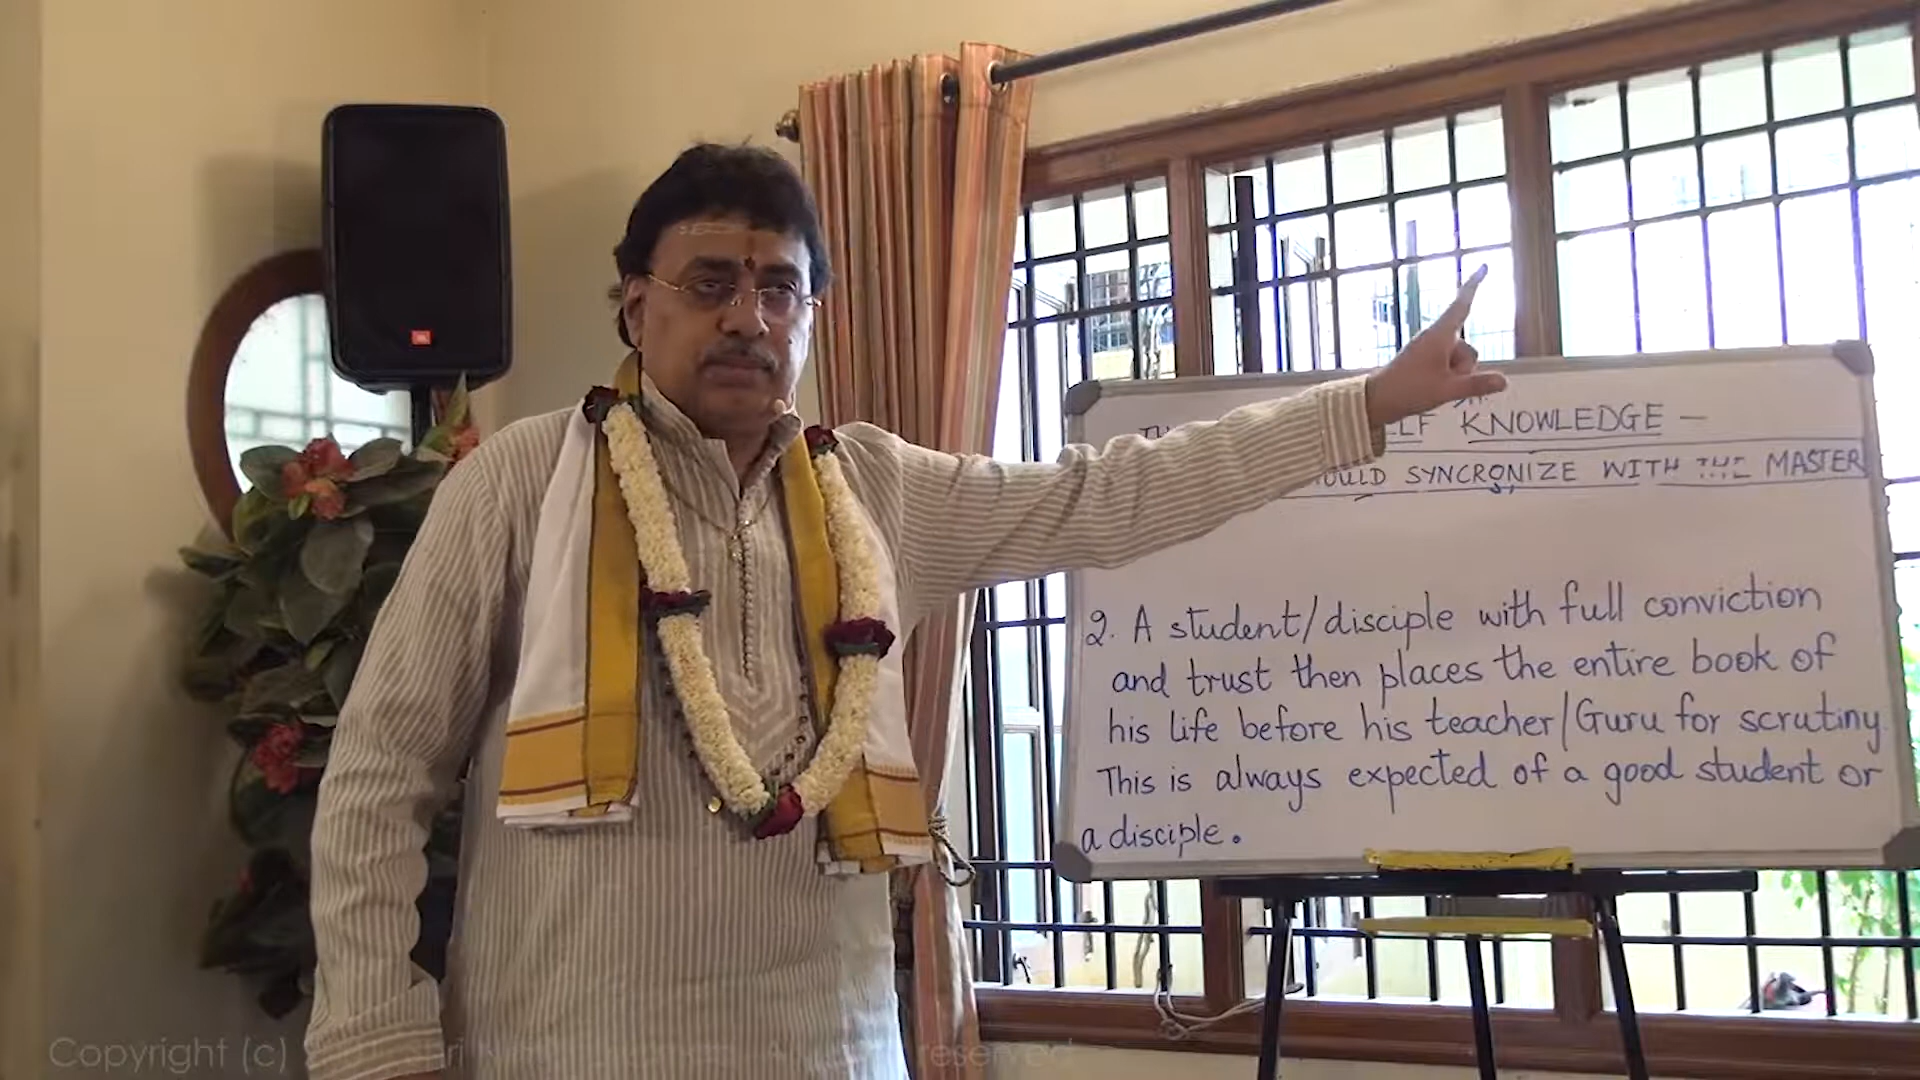 KNOWLEDGE —
SYNCRONIZE WITH THE MASTER
2. A student/disciple with full conviction
and trust then places the entire book of
his life before his teacher/Guru for scrutiny.
This is always expected of a good student or
a disciple.
JBL
Copyright (c)
reserved